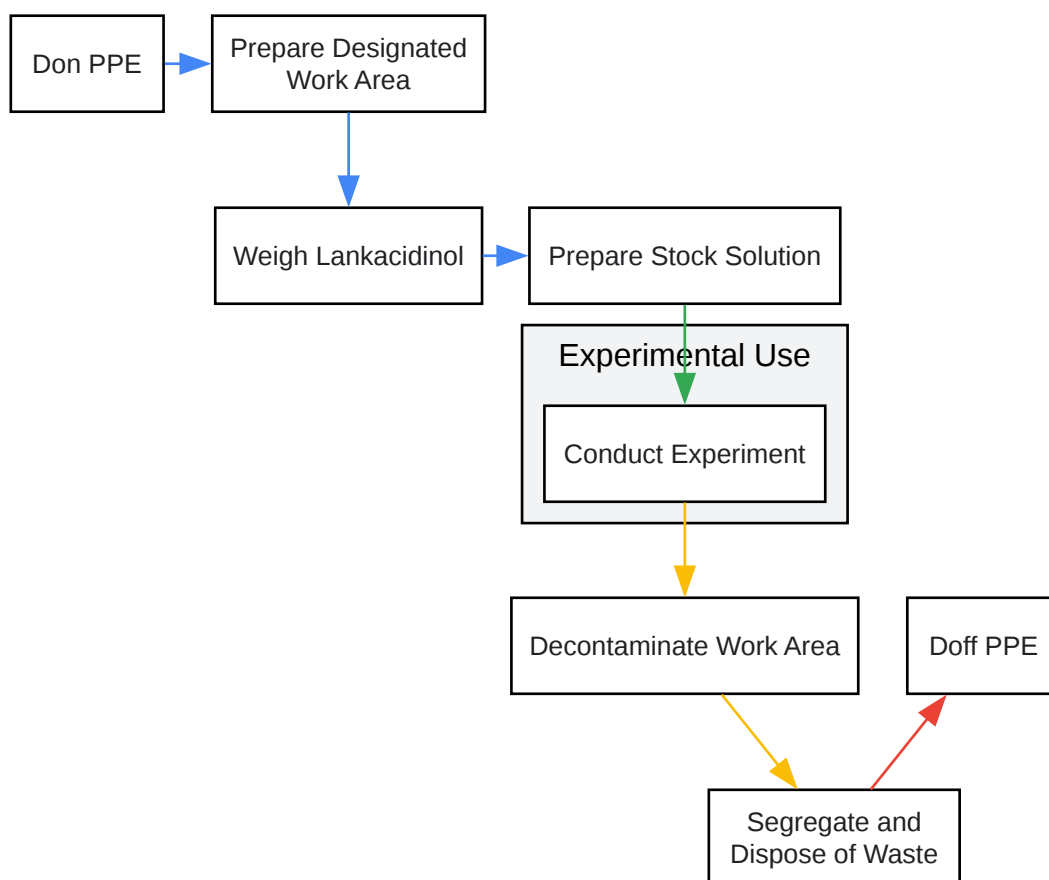 Don PPE
Prepare Designated
Work Area
Weigh Lankacidinol
Prepare Stock Solution
Experimental Use
Conduct Experiment
Decontaminate Work Area
Doff PPE
Segregate and
Dispose of Waste